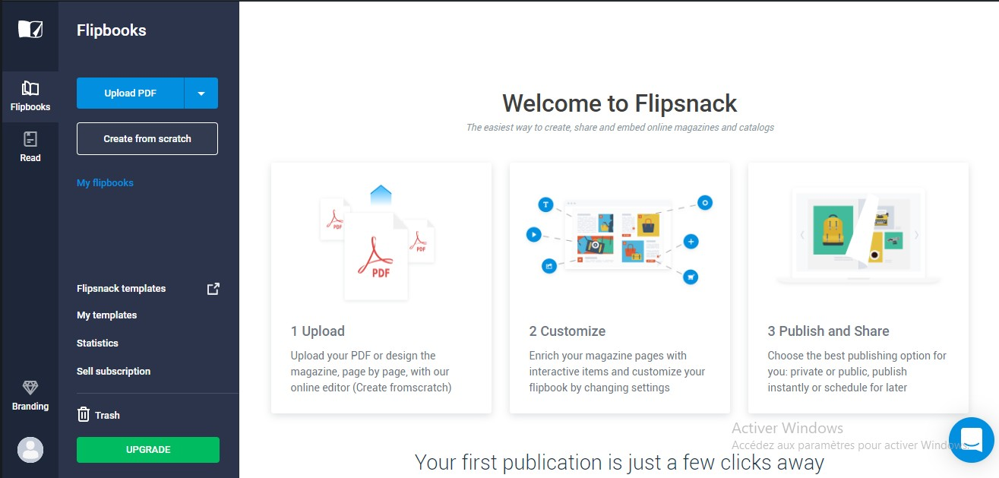 Flipbooks
Upload PDF
Create from scratch
My flipbooks
Flipsnack templates
My templates
Statistics
Sell subscription
Trash
UPGRADE
Flipbooks
Read
Branding
Welcome to Flipsnack
The easiest way to create, share and embed online magazines and catalogs
PDF
PDF
PDF
T
1 Upload
Upload your PDF or design the
magazine, page by page, with our
online editor (Create fromscratch)
2 Customize
Enrich your magazine pages with
interactive items and customize your
flipbook by changing settings
3 Publish and Share
Choose the best publishing option for
you: private or public, publish
instantly or schedule for later
Activer Windows
Accédez aux paramètres pour activer Windows.
Your first publication is just a few clicks away